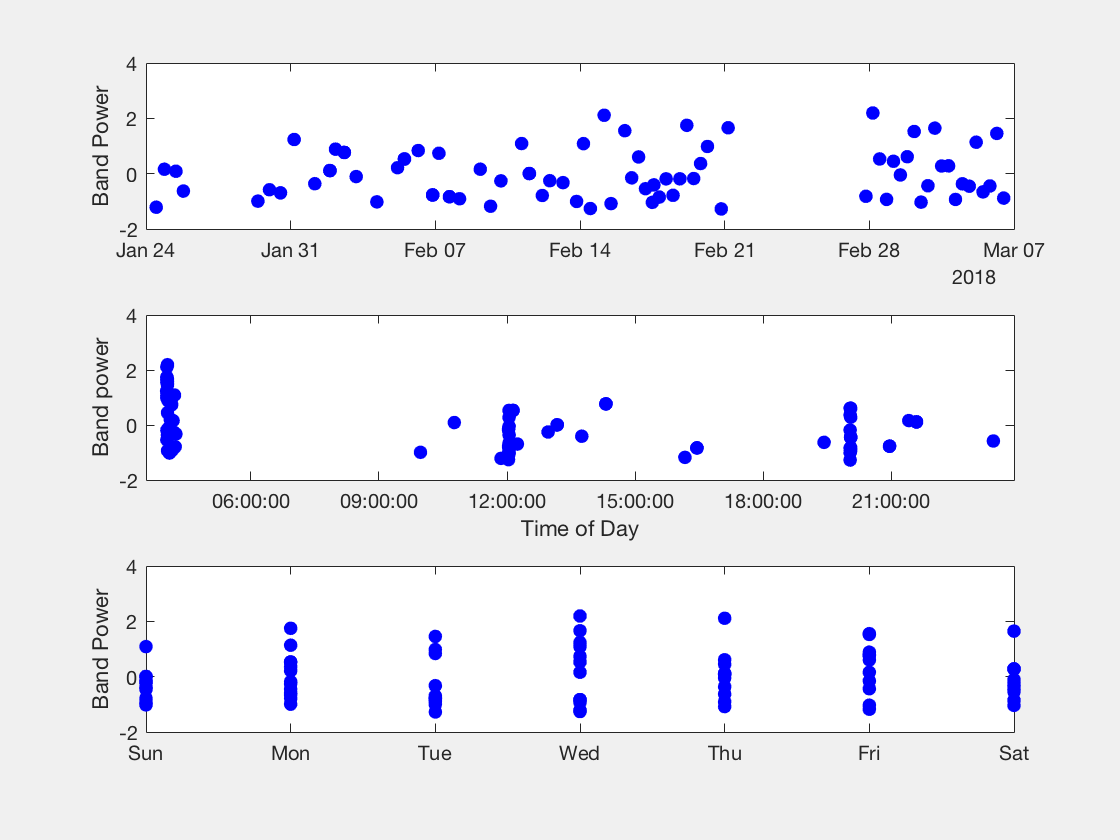 Band Power
4
2
0
-2
Jan 24 Jan 31 Feb 07 Feb 14 Feb 21 Feb 28 Mar 07
2018
Band power
4
2
0
-2
06:00:00 09:00:00 12:00:00 15:00:00 18:00:00 21:00:00
Time of Day
Band Power
4
2
0
-2
Sun Mon Tue Wed Thu Fri Sat